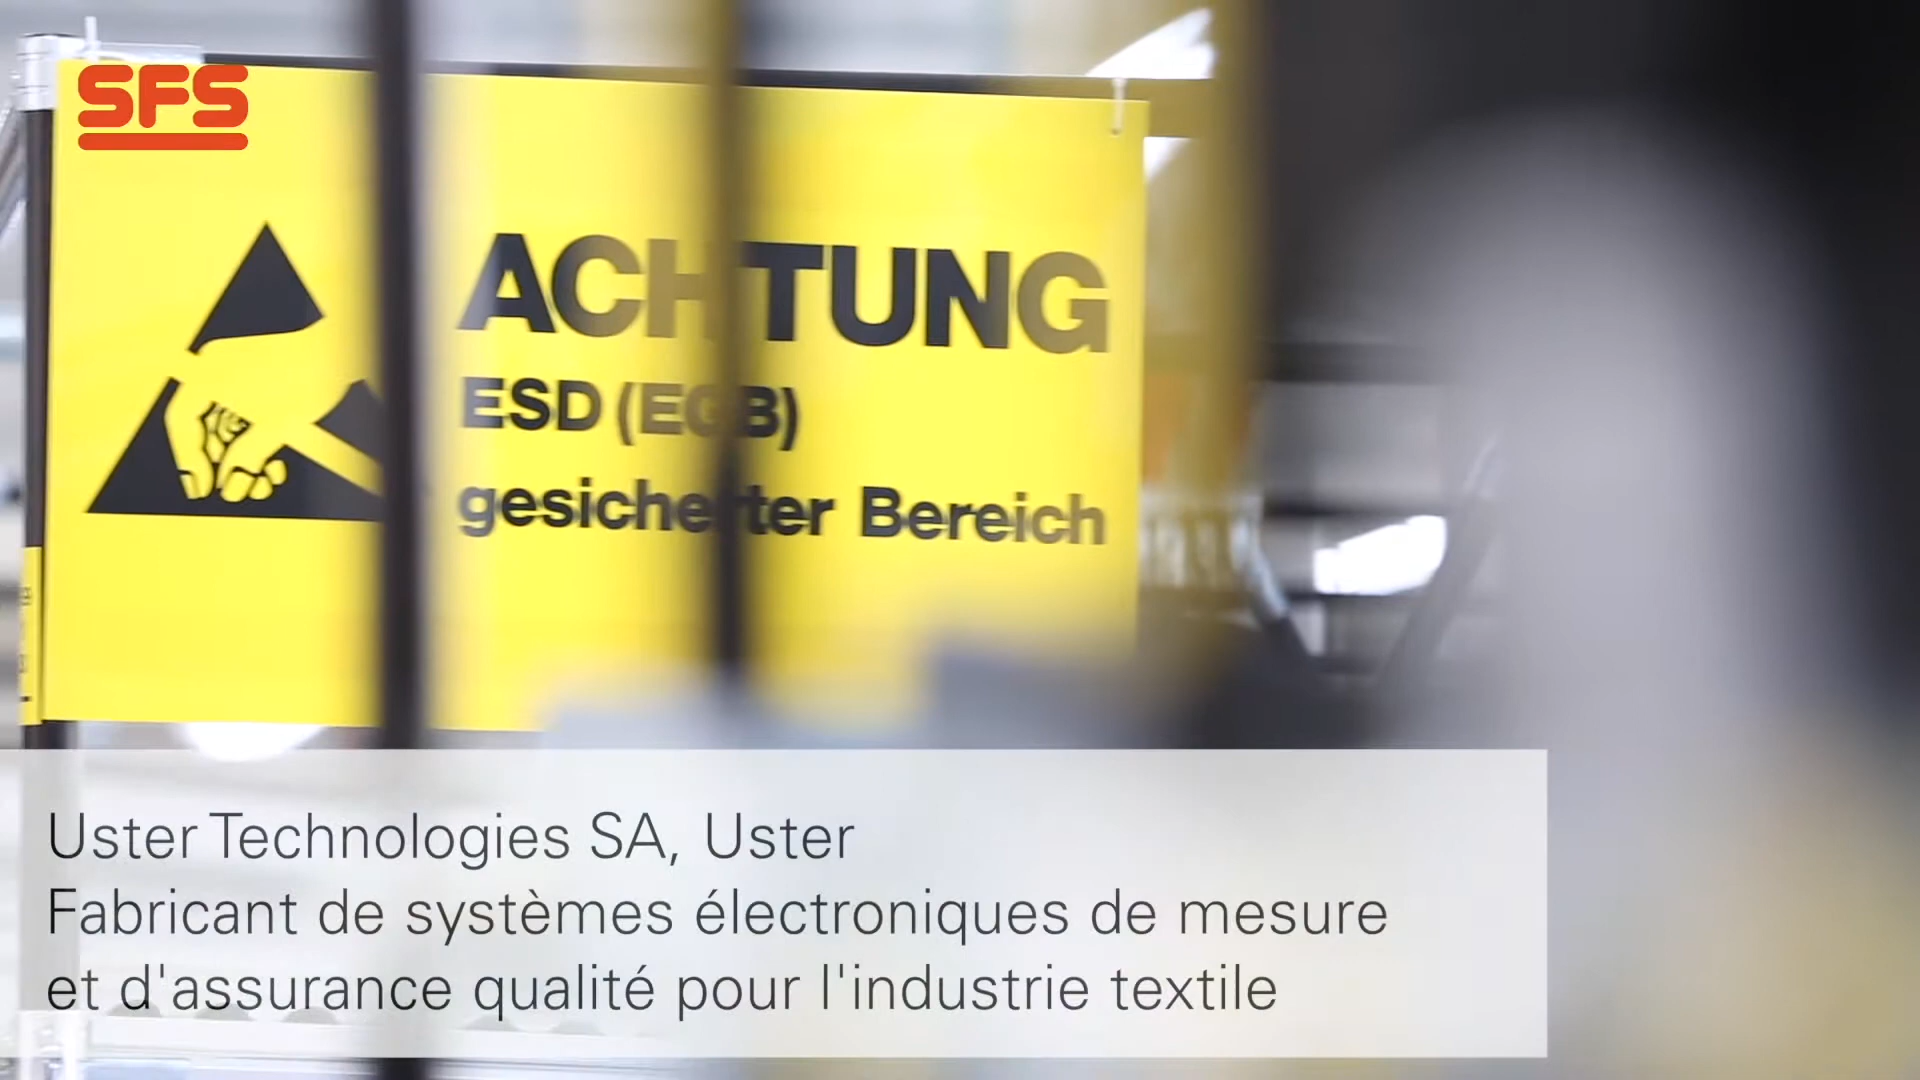 SFS
ACHTUNG
ESD (EGB)
gesicherter Bereich
Uster Technologies SA, Uster
Fabricant de systèmes électroniques de mesure
et d'assurance qualité pour l'industrie textile